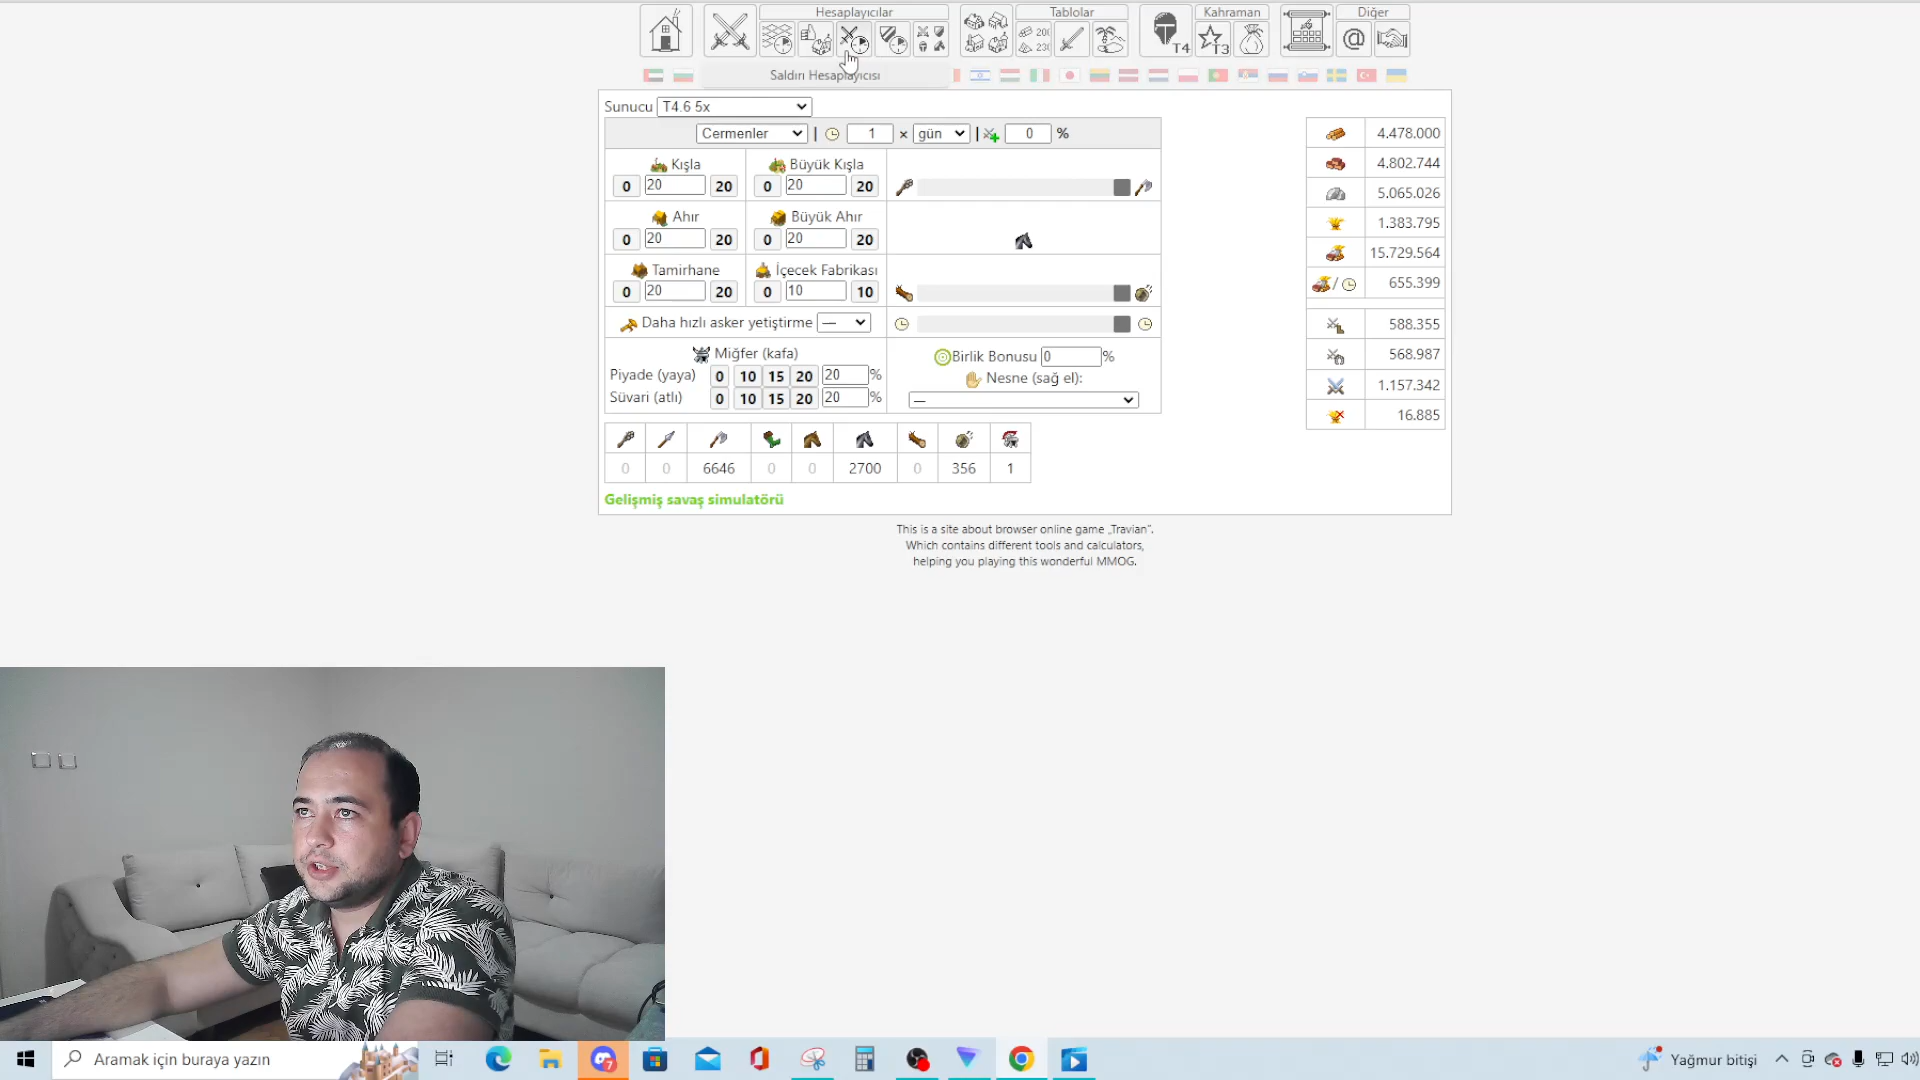 Hesaplayıcılar
Tablolar
Kahraman
Diğer
200
230
T4
T3
@
Saldırı Hesaplayıcısı
Sunucu T4.6 5x
Cermenler | 1 × gün | 0 %
Kışla
Büyük Kışla
0 20 20
0 20 20
Ahır
Büyük Ahır
0 20 20
0 20 20
Tamirhane
İçecek Fabrikası
0 20 20
0 10 10
Daha hızlı asker yetiştirme —
Miğfer (kafa)
Piyade (yaya) 0 10 15 20 20 %
Süvari (atlı) 0 10 15 20 20 %
Birlik Bonusu 0 %
Nesne (sağ el):
—
0 0 6646 0 0 2700 0 356 1
Gelişmiş savaş simulatörü
4.478.000
4.802.744
5.065.026
1.383.795
15.729.564
/ 655.399
588.355
568.987
1.157.342
16.885
This is a site about browser online game „Travian".
Which contains different tools and calculators,
helping you playing this wonderful MMOG.
Aramak için buraya yazın
7
Yağmur bitişi